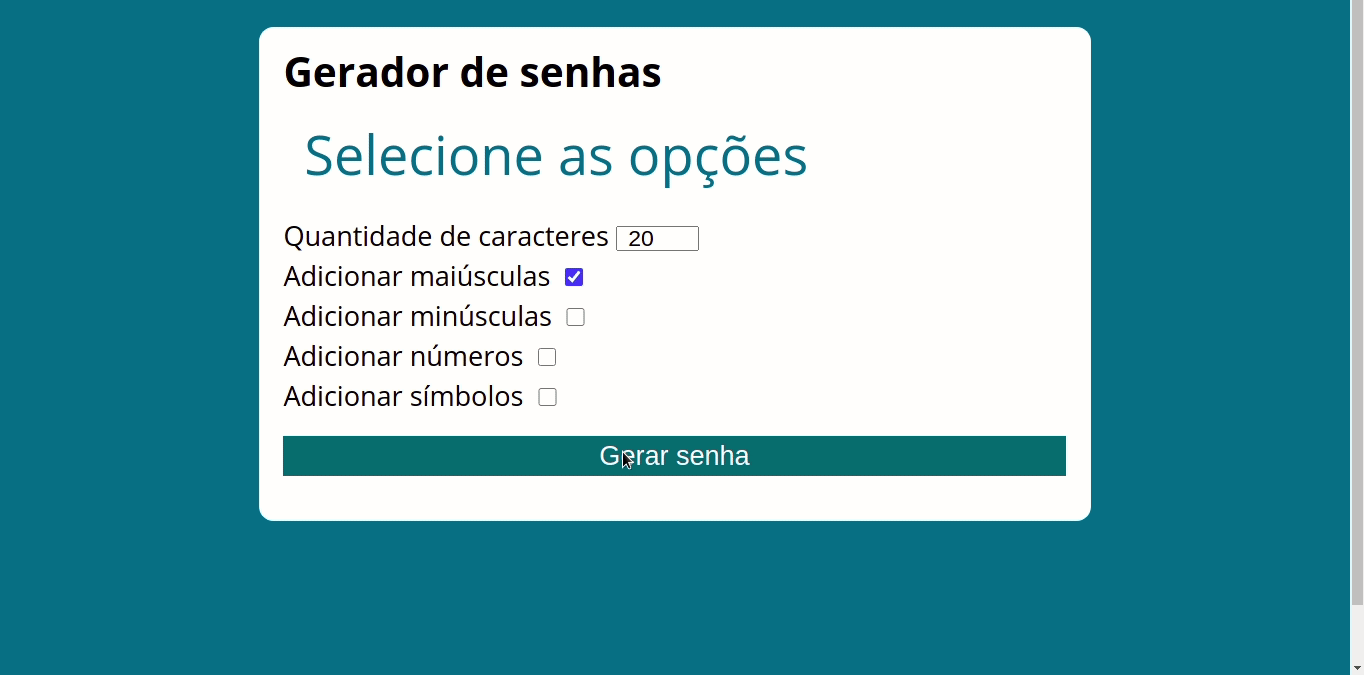 Gerador de senhas
Selecione as opções
Quantidade de caracteres 20
Adicionar maiúsculas
Adicionar minúsculas
Adicionar números
Adicionar símbolos
Gerar senha